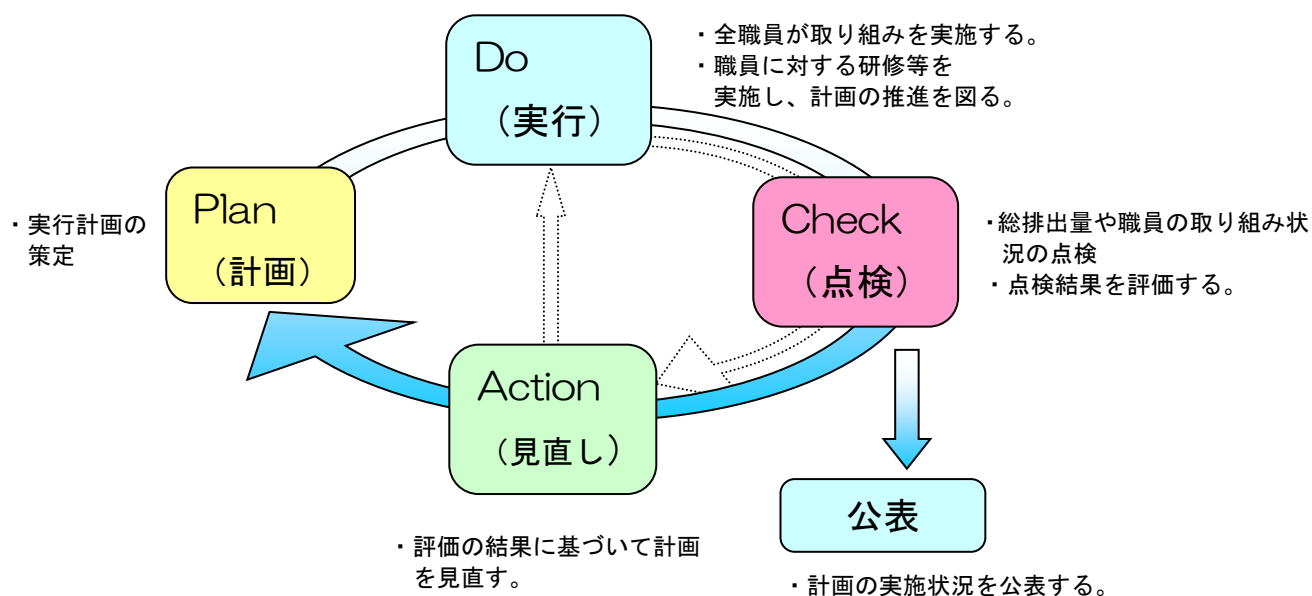 Do
（実行）
・全職員が取り組みを実施する。
・職員に対する研修等を
実施し、計画の推進を図る。
Plan
（計画）
・実行計画の
策定
Check
（点検）
・総排出量や職員の取り組み状
況の点検
・点検結果を評価する。
Action
（見直し）
・評価の結果に基づいて計画
を見直す。
公表
・計画の実施状況を公表する。